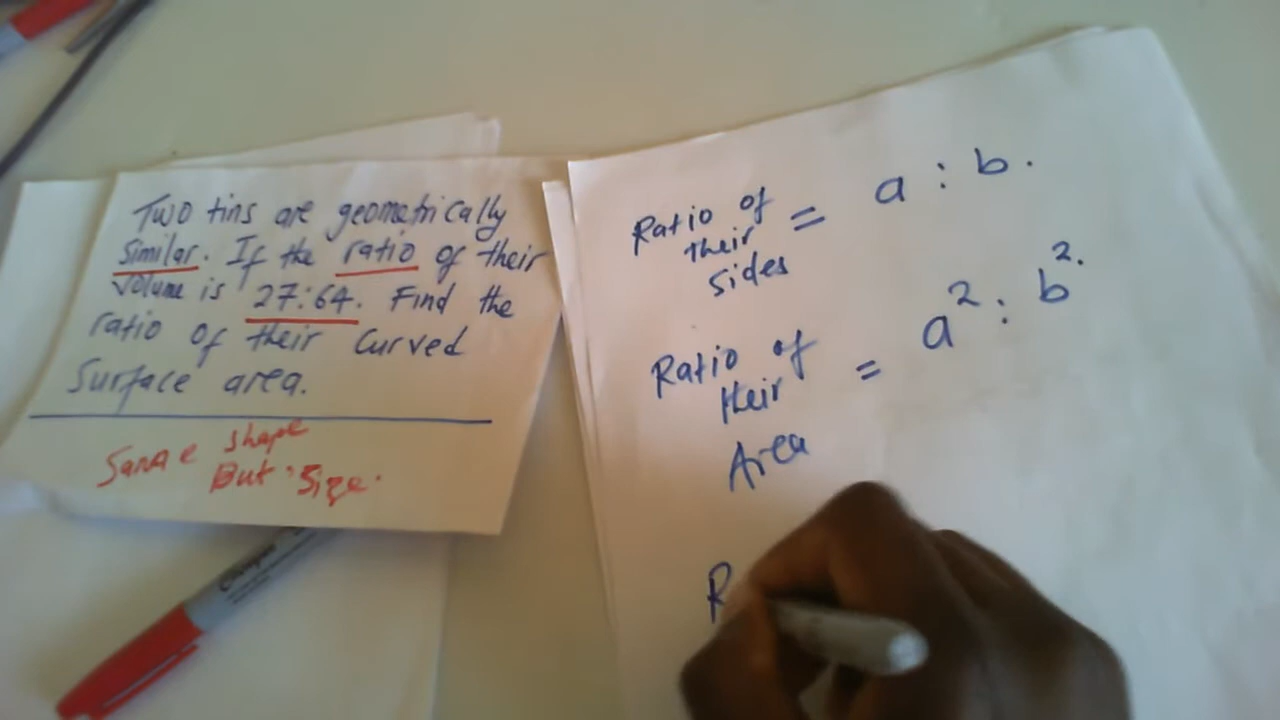 Two tins are geometrically
Similar. If the ratio of their
Volume is 27:64. Find the
ratio of their Curved
Surface area.
Same shape
But Size.
Ratio of their sides = a : b.
Ratio of their Area = a² : b².
R
Sharpie